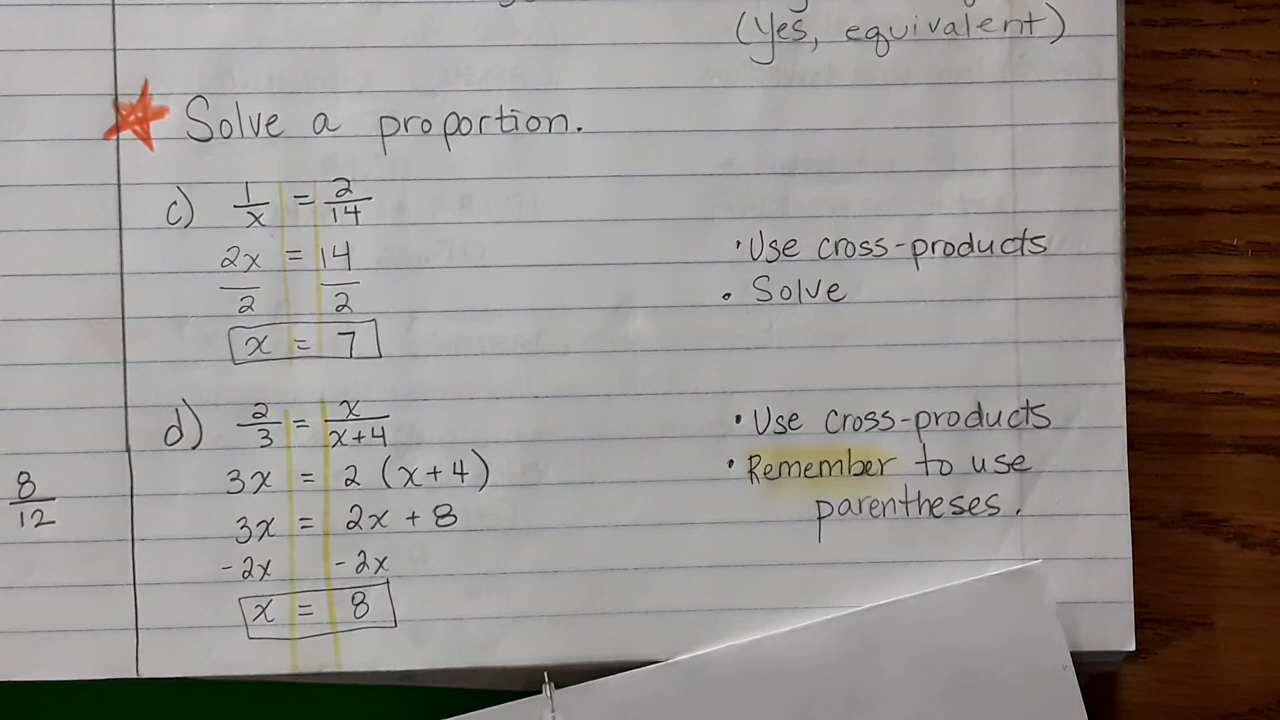 (Yes, equivalent)
Solve a proportion.
c) 1/x = 2/14
2x = 14
2 2
x = 7
• Use cross-products
• Solve
d) 2/3 = x/x+4
3x = 2 (x+4)
3x = 2x + 8
-2x -2x
x = 8
• Use cross-products
• Remember to use
parentheses.
8/12